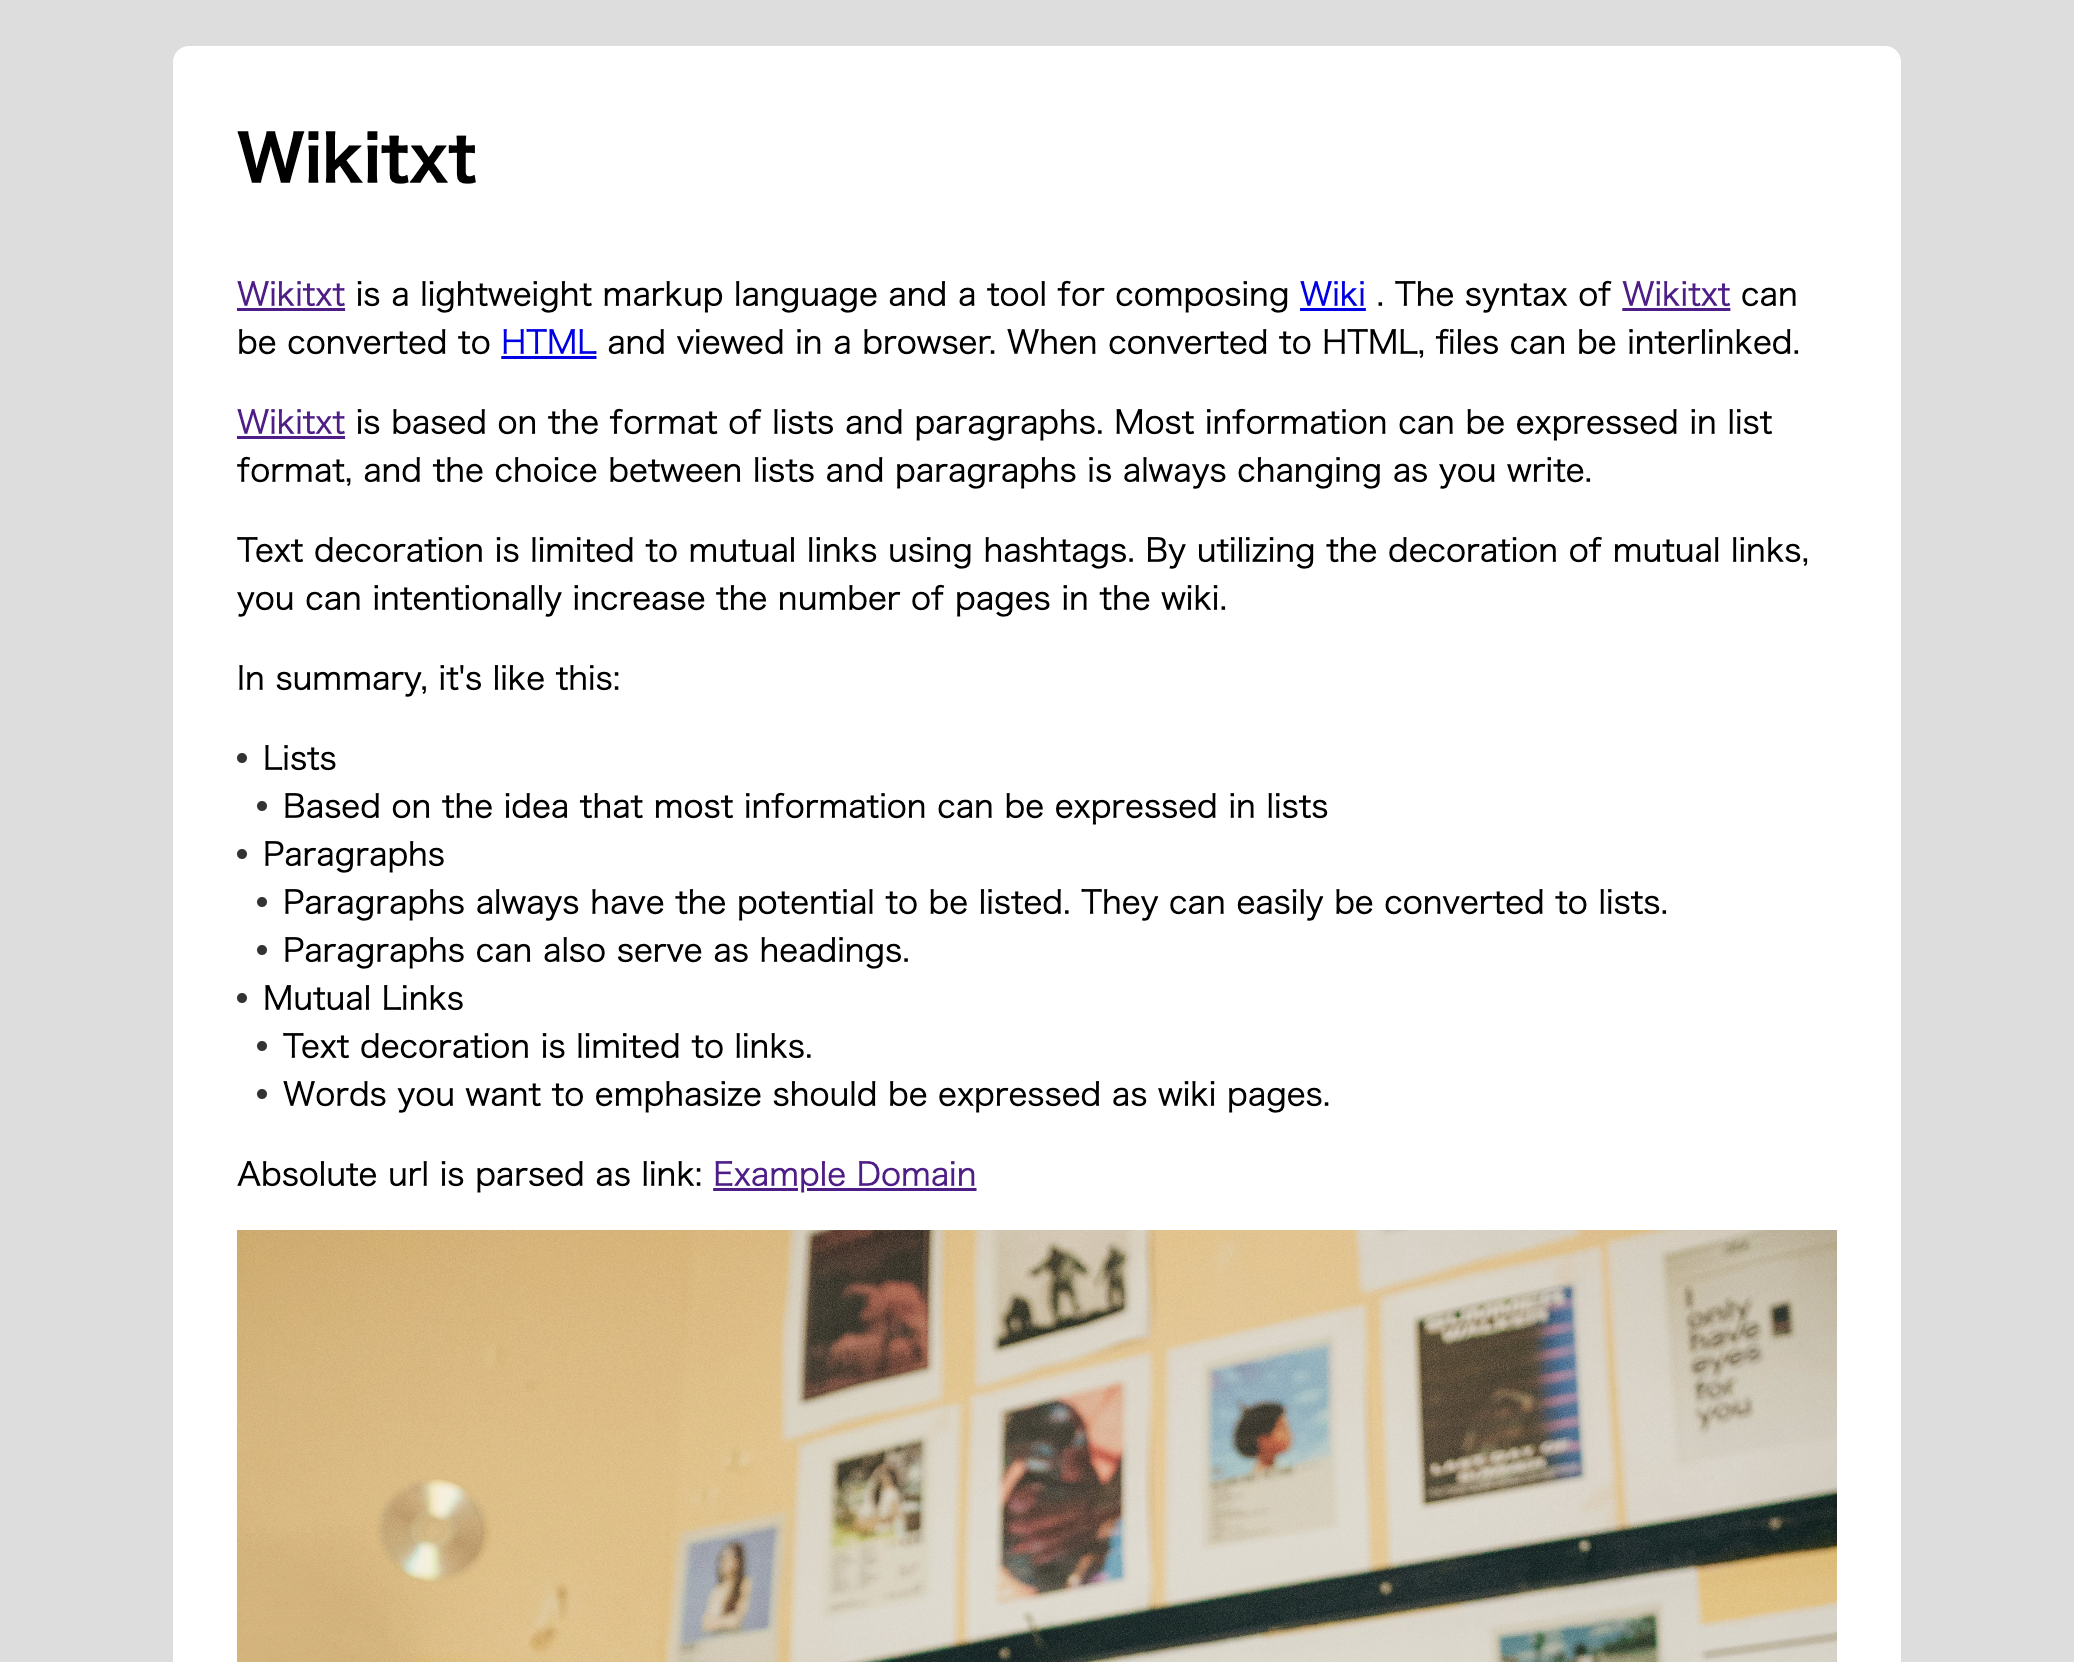 Wikitxt
Wikitxt is a lightweight markup language and a tool for composing Wiki . The syntax of Wikitxt can
be converted to HTML and viewed in a browser. When converted to HTML, files can be interlinked.
Wikitxt is based on the format of lists and paragraphs. Most information can be expressed in list
format, and the choice between lists and paragraphs is always changing as you write.
Text decoration is limited to mutual links using hashtags. By utilizing the decoration of mutual links,
you can intentionally increase the number of pages in the wiki.
In summary, it's like this:
• Lists
• Based on the idea that most information can be expressed in lists
• Paragraphs
• Paragraphs always have the potential to be listed. They can easily be converted to lists.
• Paragraphs can also serve as headings.
• Mutual Links
• Text decoration is limited to links.
• Words you want to emphasize should be expressed as wiki pages.
Absolute url is parsed as link: Example Domain
I
only
have
eyes
for
you